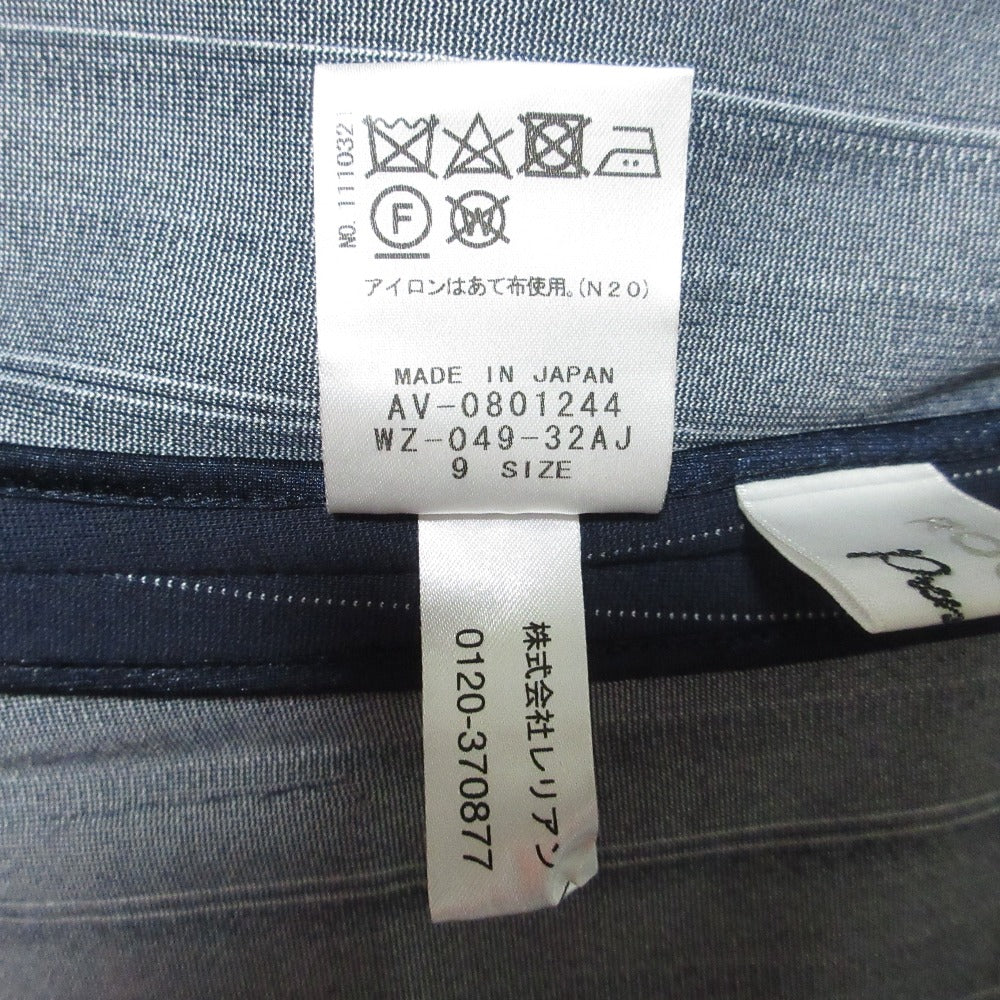 NO. 1110321
F
W
アイロンはあて布使用。(N20)
MADE IN JAPAN
AV-0801244
WZ-049-32AJ
9 SIZE
株式会社レリアン
0120-370877